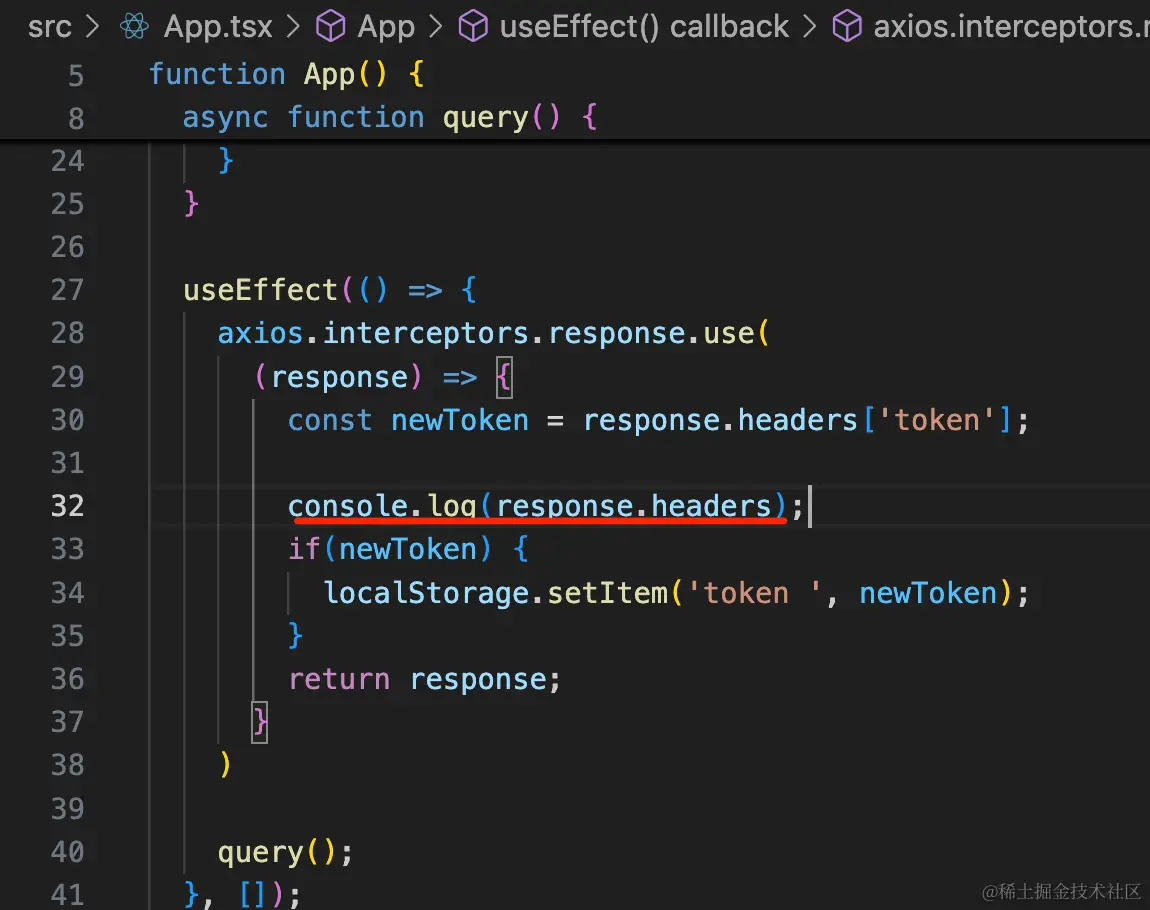 src > App.tsx > App > useEffect() callback > axios.interceptors.r
5 function App() {
8 async function query() {
24 }
25 }
26
27 useEffect(() => {
28 axios.interceptors.response.use(
29 (response) => {
30 const newToken = response.headers['token'];
31
32 console.log(response.headers);
33 if(newToken) {
34 localStorage.setItem('token ', newToken);
35 }
36 return response;
37 }
38 )
39
40 query();
41 }, []);
@稀土掘金技术社区